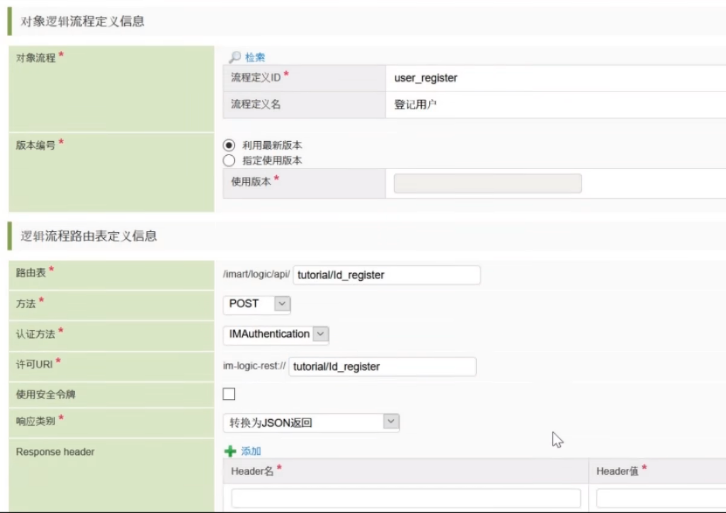 对象逻辑流程定义信息
对象流程 *
检索
流程定义ID *
user_register
流程定义名
登记用户
版本编号 *
利用最新版本
指定使用版本
使用版本 *
逻辑流程路由表定义信息
路由表 *
/imart/logic/api/ tutorial/Id_register
方法 *
POST
认证方法 *
IMAuthentication
许可URI *
im-logic-rest:// tutorial/Id_register
使用安全令牌
响应类别 *
转换为JSON返回
Response header
添加
Header名 *
Header值 *